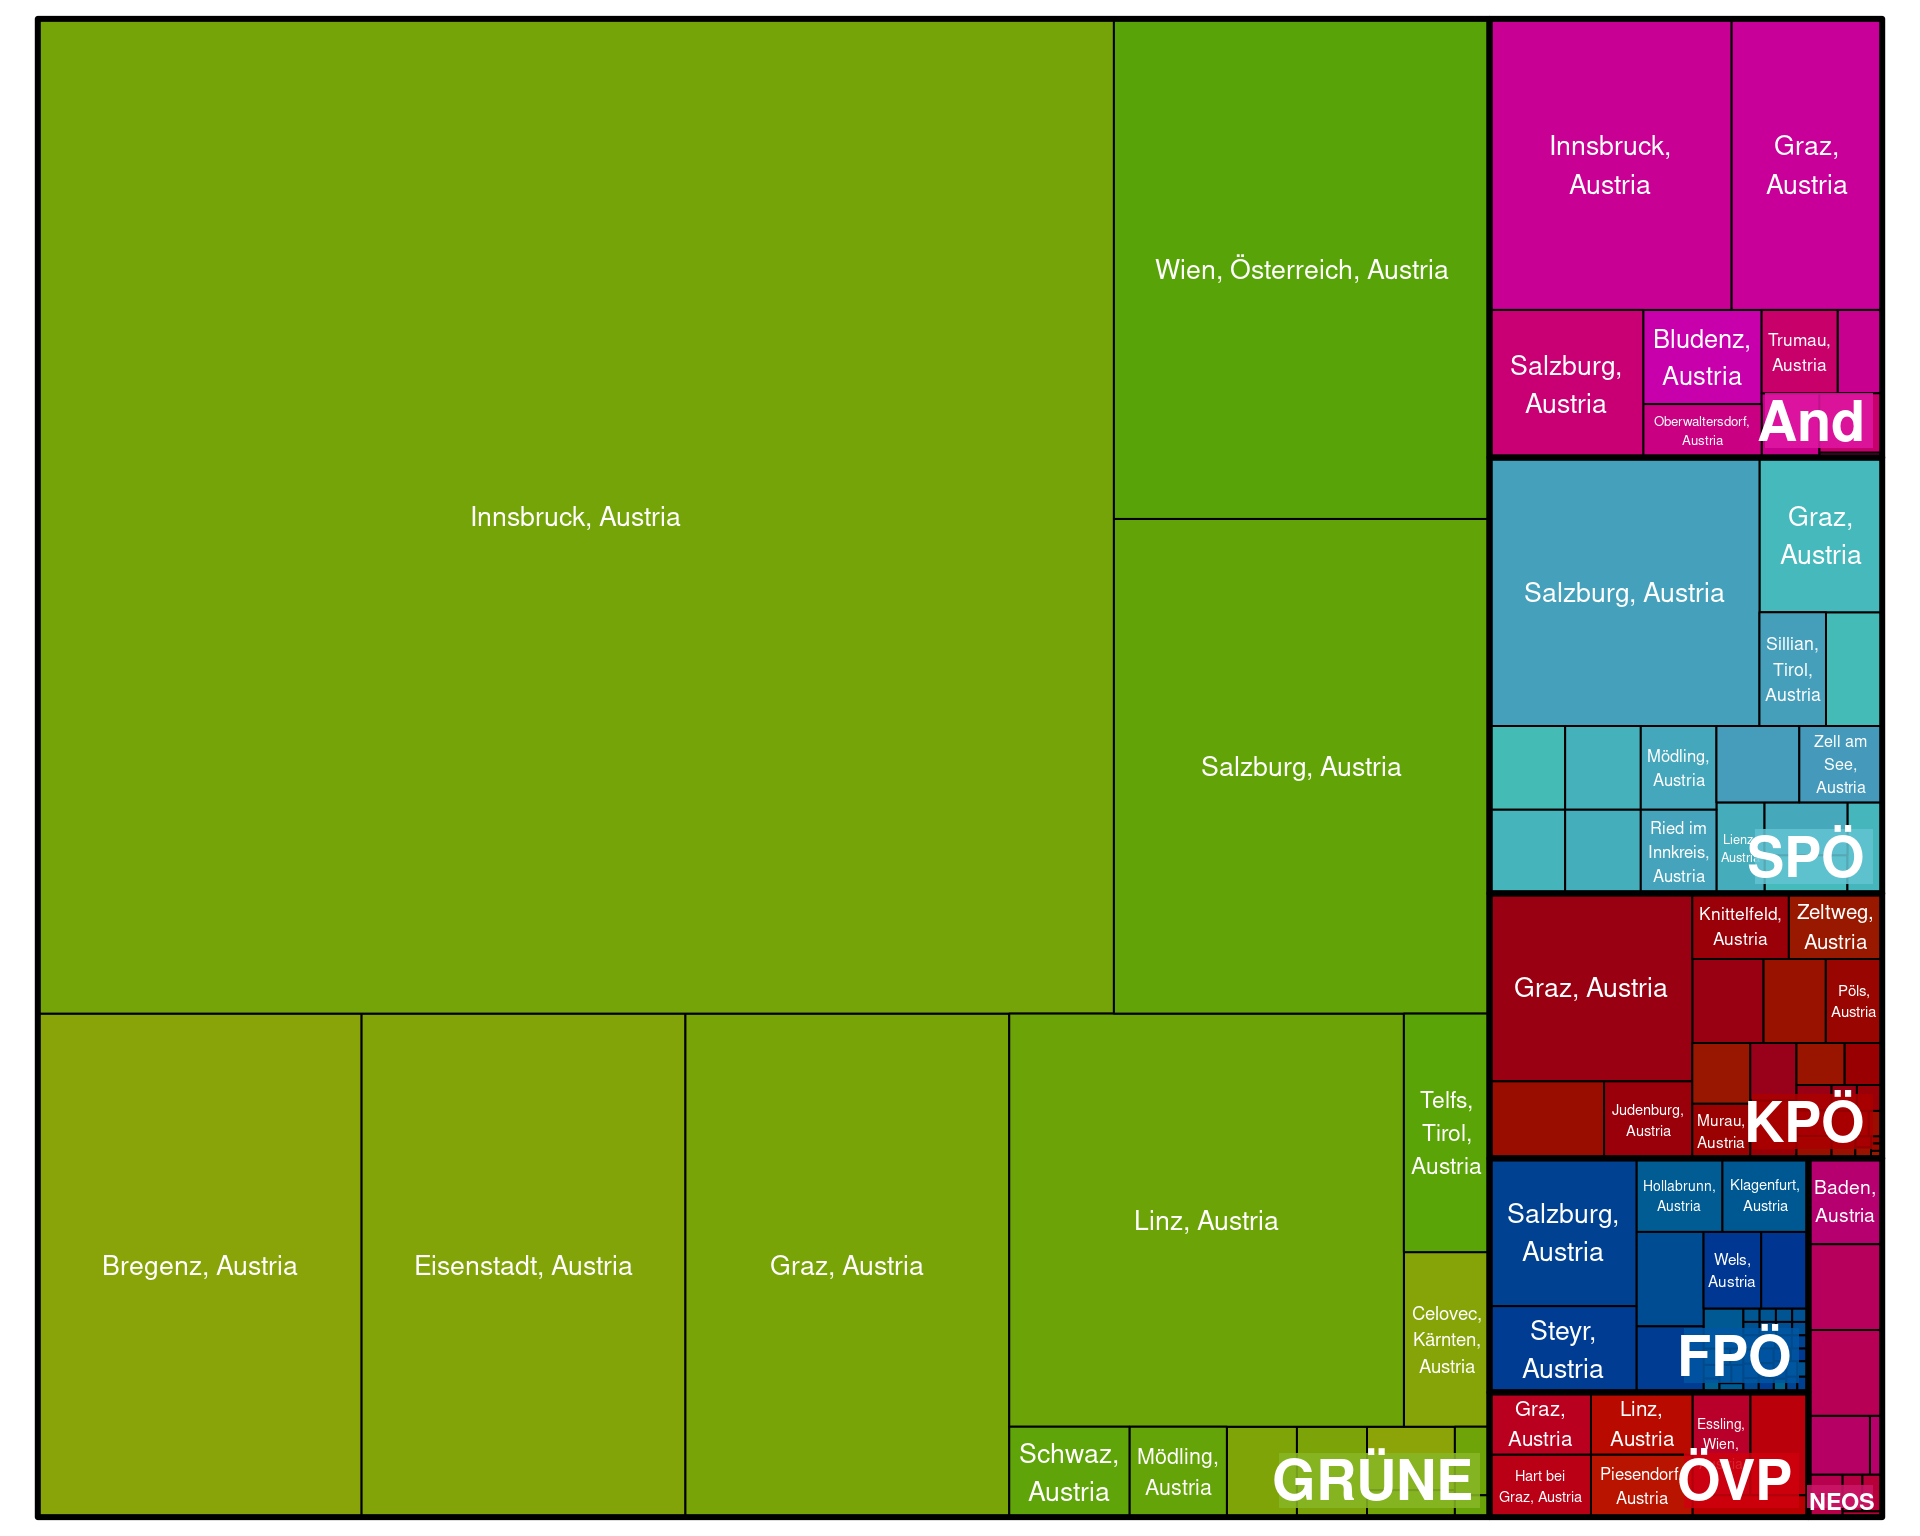 Innsbruck, Austria
Wien, Österreich, Austria
Salzburg, Austria
Bregenz, Austria
Eisenstadt, Austria
Graz, Austria
Linz, Austria
Telfs,
Tirol,
Austria
Celovec,
Kärnten,
Austria
Schwaz,
Austria
Mödling,
Austria
GRÜNE
Innsbruck,
Austria
Graz,
Austria
Salzburg,
Austria
Bludenz,
Austria
Trumau,
Austria
Oberwaltersdorf,
Austria
And
Salzburg, Austria
Graz,
Austria
Sillian,
Tirol,
Austria
Mödling,
Austria
Zell am
See,
Austria
Ried im
Innkreis,
Austria
Lienz,
Austria
SPÖ
Graz, Austria
Knittelfeld,
Austria
Zeltweg,
Austria
Pöls,
Austria
Judenburg,
Austria
Murau,
Austria
KPÖ
Salzburg,
Austria
Hollabrunn,
Austria
Klagenfurt,
Austria
Wels,
Austria
Steyr,
Austria
FPÖ
Baden,
Austria
NEOS
Graz,
Austria
Linz,
Austria
Essling,
Wien,
Hart bei
Graz, Austria
Piesendorf,
Austria
ÖVP